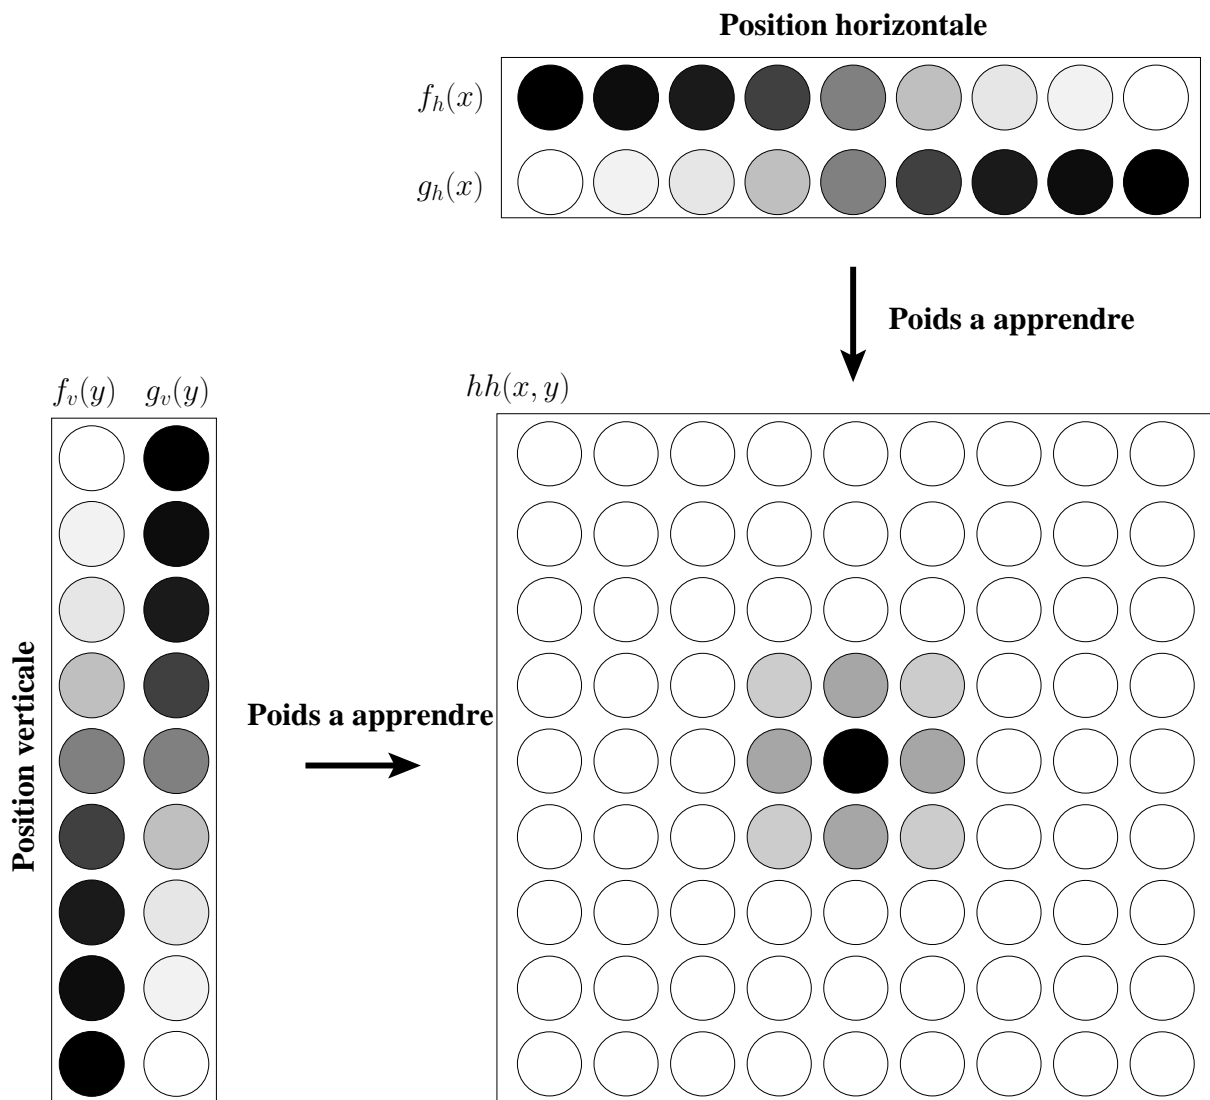 Position horizontale
f_h(x)
g_h(x)
Poids a apprendre
f_v(y) g_v(y)
hh(x, y)
Position verticale
Poids a apprendre